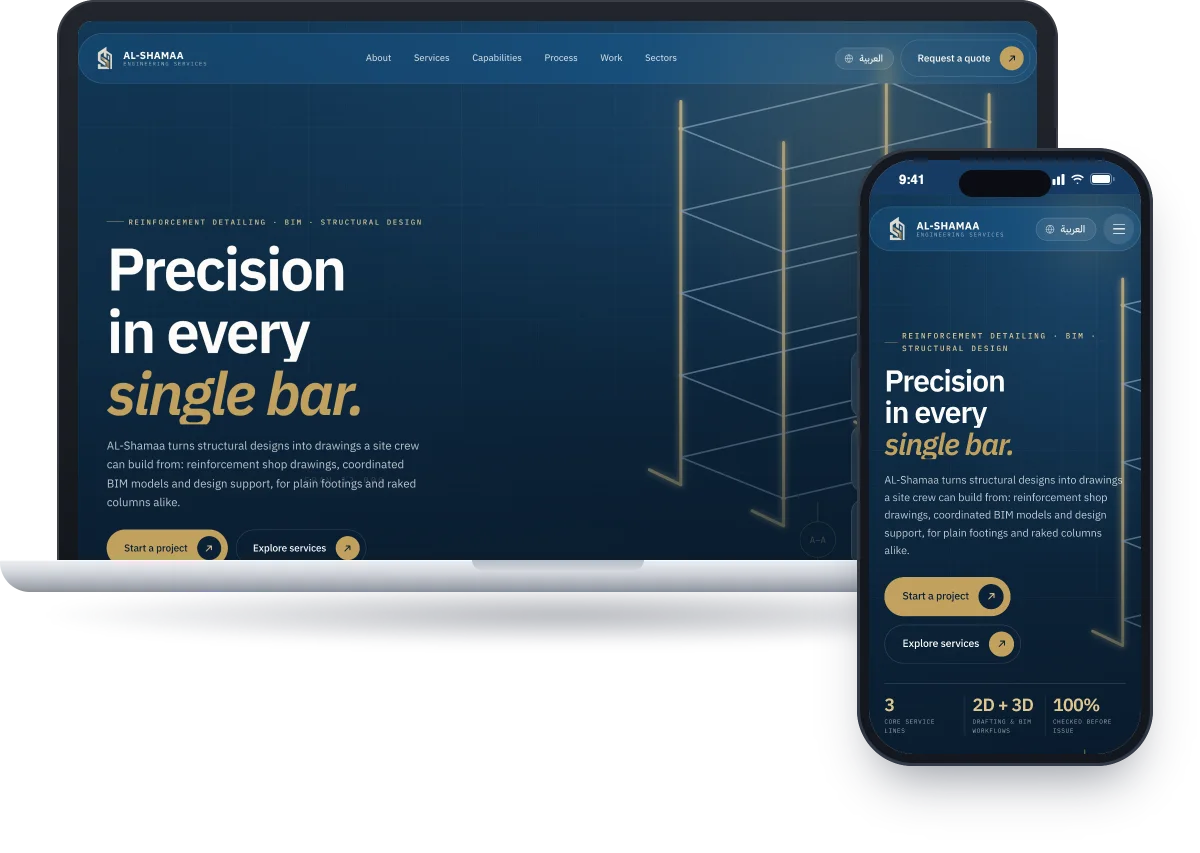 AL-SHAMAA
ENGINEERING SERVICES
About
Services
Capabilities
Process
Work
Sectors
العربية
Request a quote
REINFORCEMENT DETAILING · BIM · STRUCTURAL DESIGN
Precision
in every
single bar.
AL-Shamaa turns structural designs into drawings a site crew
can build from: reinforcement shop drawings, coordinated
BIM models and design support, for plain footings and raked
columns alike.
Start a project
Explore services
A-A
9:41
AL-SHAMAA
ENGINEERING SERVICES
العربية
REINFORCEMENT DETAILING · BIM ·
STRUCTURAL DESIGN
Precision
in every
single bar.
AL-Shamaa turns structural designs into drawings
a site crew can build from: reinforcement shop
drawings, coordinated BIM models and design
support, for plain footings and raked columns
alike.
Start a project
Explore services
3
CORE SERVICE
LINES
2D + 3D
DRAFTING & BIM
WORKFLOWS
100%
CHECKED BEFORE
ISSUE